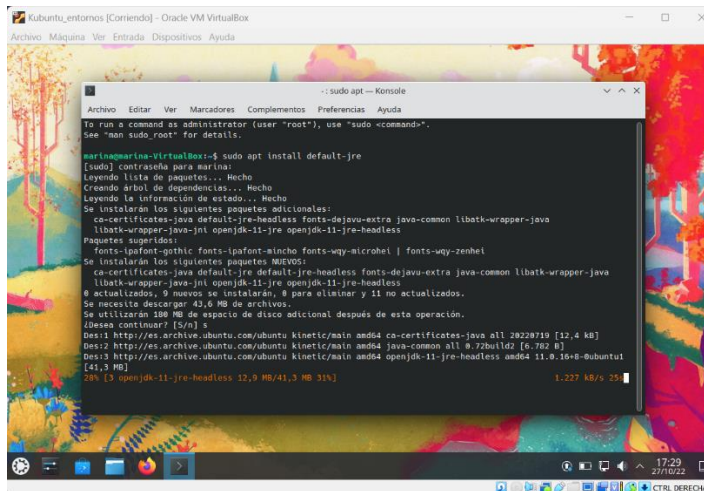 Kubuntu_entornos [Corriendo] - Oracle VM VirtualBox
Archivo Máquina Ver Entrada Dispositivos Ayuda
~: sudo apt — Konsole
Archivo Editar Ver Marcadores Complementos Preferencias Ayuda
To run a command as administrator (user "root"), use "sudo <command>".
See "man sudo_root" for details.
marina@marina-VirtualBox:~$ sudo apt install default-jre
[sudo] contraseña para marina:
Leyendo lista de paquetes... Hecho
Creando árbol de dependencias... Hecho
Leyendo la información de estado... Hecho
Se instalarán los siguientes paquetes adicionales:
ca-certificates-java default-jre-headless fonts-dejavu-extra java-common libatk-wrapper-java
libatk-wrapper-java-jni openjdk-11-jre openjdk-11-jre-headless
Paquetes sugeridos:
fonts-ipafont-gothic fonts-ipafont-mincho fonts-wqy-microhei | fonts-wqy-zenhei
Se instalarán los siguientes paquetes NUEVOS:
ca-certificates-java default-jre default-jre-headless fonts-dejavu-extra java-common libatk-wrapper-java
libatk-wrapper-java-jni openjdk-11-jre openjdk-11-jre-headless
0 actualizados, 9 nuevos se instalarán, 0 para eliminar y 11 no actualizados.
Se necesita descargar 43,6 MB de archivos.
Se utilizarán 180 MB de espacio de disco adicional después de esta operación.
¿Desea continuar? [S/n] s
Des:1 http://es.archive.ubuntu.com/ubuntu kinetic/main amd64 ca-certificates-java all 20220719 [12,4 kB]
Des:2 http://es.archive.ubuntu.com/ubuntu kinetic/main amd64 java-common all 0.72build2 [6.782 B]
Des:3 http://es.archive.ubuntu.com/ubuntu kinetic/main amd64 openjdk-11-jre-headless amd64 11.0.16+8-0ubuntu1
[41,3 MB]
28% [3 openjdk-11-jre-headless 12,9 MB/41,3 MB 31%] 1.227 kB/s 25s
17:29
27/10/22
CTRL DERECHA